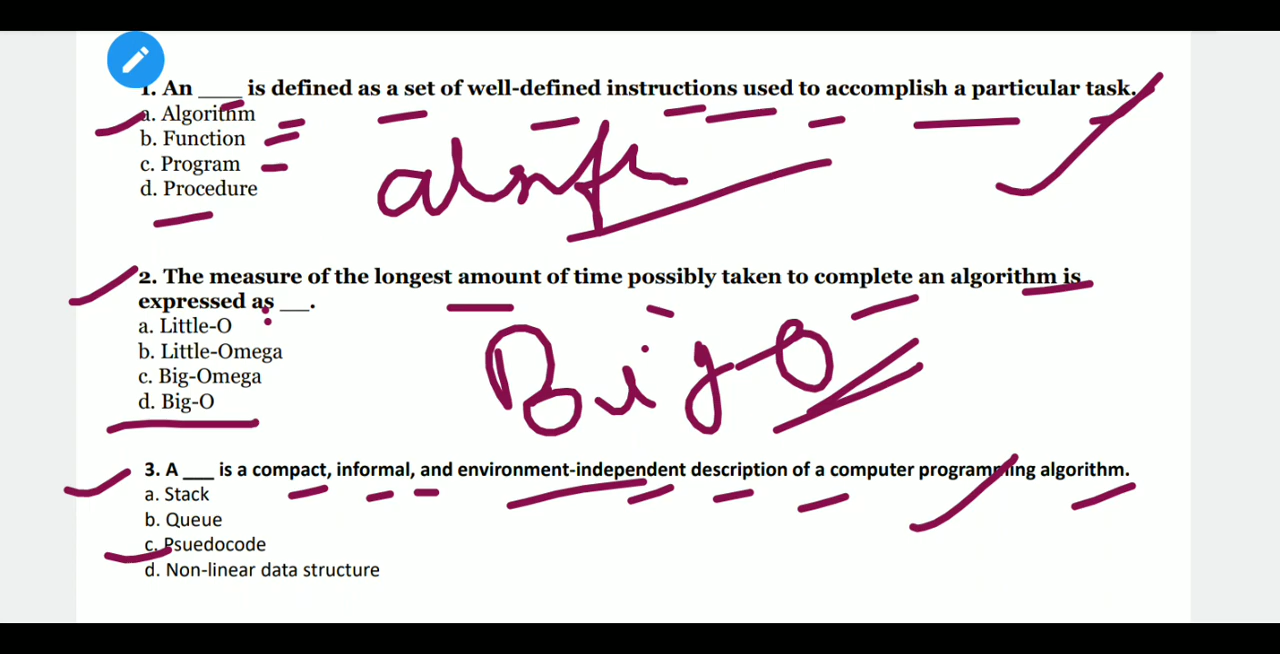 1. An ____ is defined as a set of well-defined instructions used to accomplish a particular task.
a. Algorithm
b. Function
c. Program
d. Procedure
2. The measure of the longest amount of time possibly taken to complete an algorithm is
expressed as ___.
a. Little-O
b. Little-Omega
c. Big-Omega
d. Big-O
Big-O
3. A ___ is a compact, informal, and environment-independent description of a computer programming algorithm.
a. Stack
b. Queue
c. Psuedocode
d. Non-linear data structure